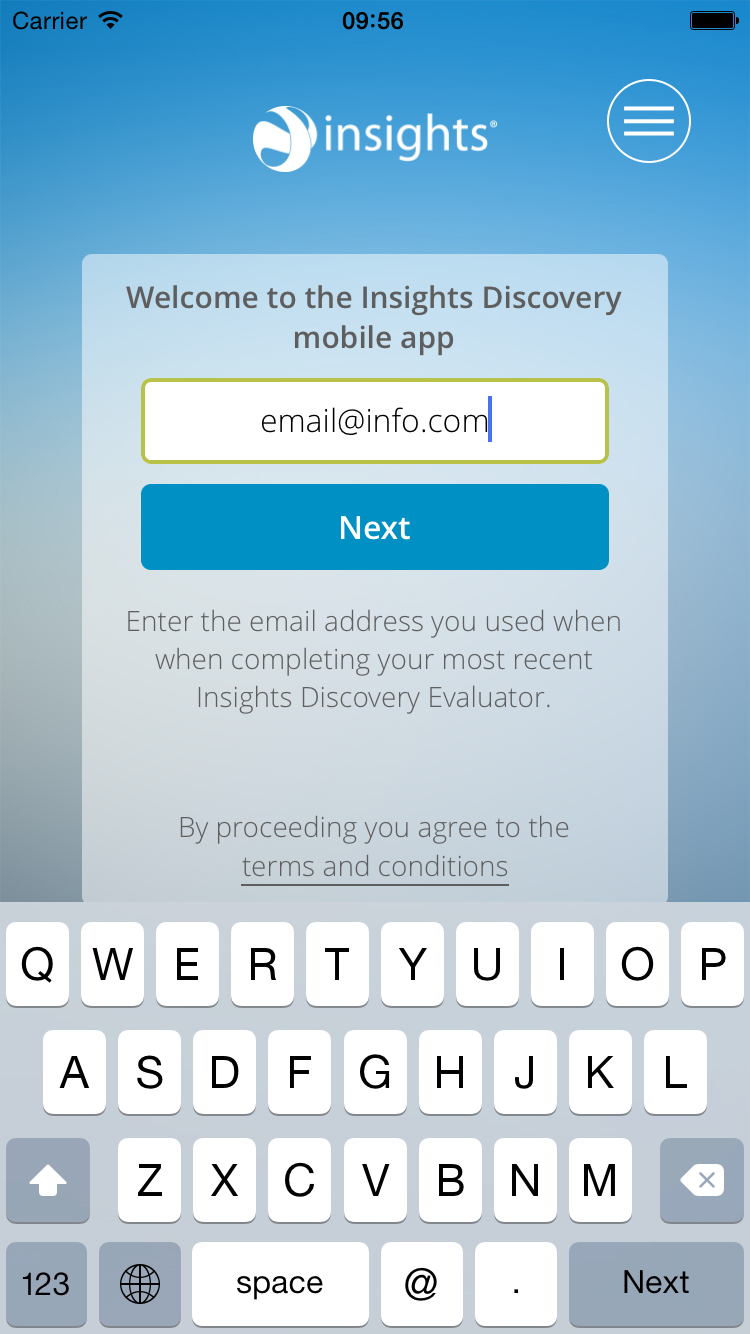 Carrier 09:56
insights®
Welcome to the Insights Discovery
mobile app
email@info.com
Next
Enter the email address you used when
when completing your most recent
Insights Discovery Evaluator.
By proceeding you agree to the
terms and conditions
Q W E R T Y U I O P
A S D F G H J K L
Z X C V B N M
123 space @ . Next